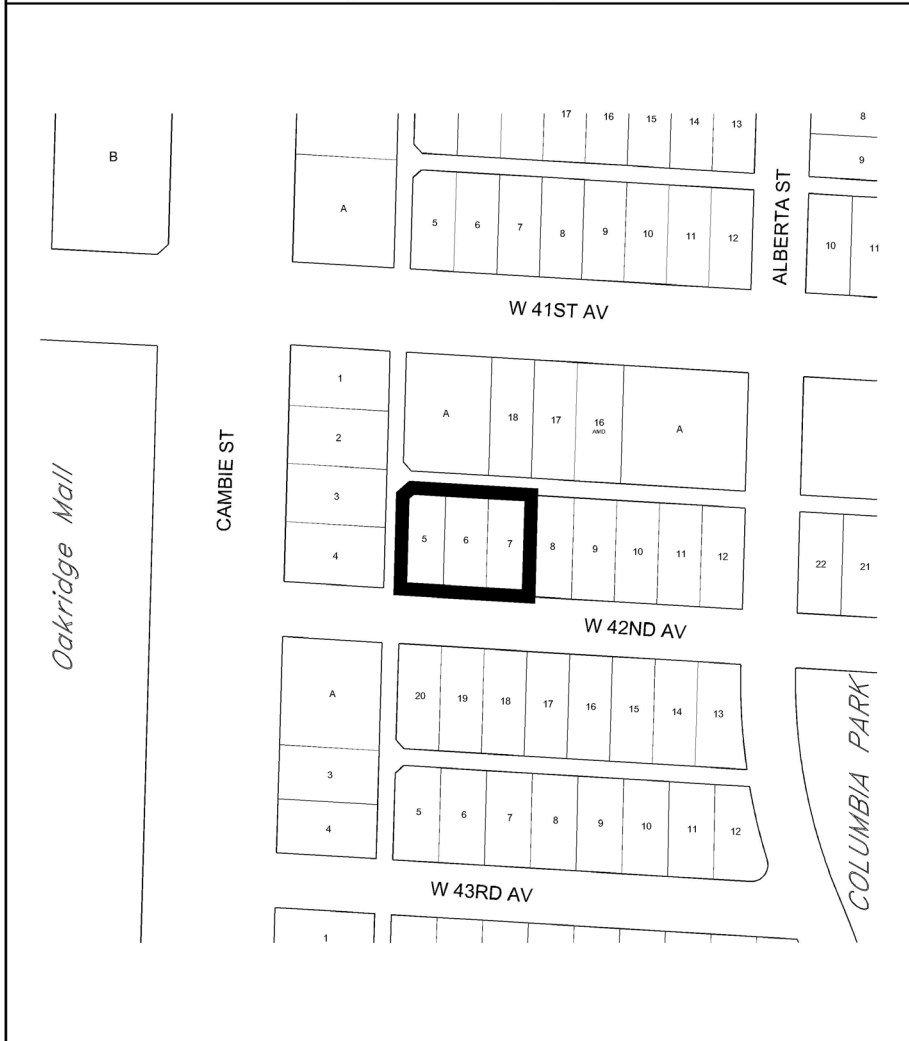 17 16 15 14 13
8
B
9
A
5 6 7 8 9 10 11 12
ALBERTA ST
10 11
W 41ST AV
1
2
3
4
A 18 17 16 A
AMD.
CAMBIE ST
Oakridge Mall
5 6 7 8 9 10 11 12
22 21
W 42ND AV
A
3
4
20 19 18 17 16 15 14 13
COLUMBIA PARK
5 6 7 8 9 10 11 12
W 43RD AV
1